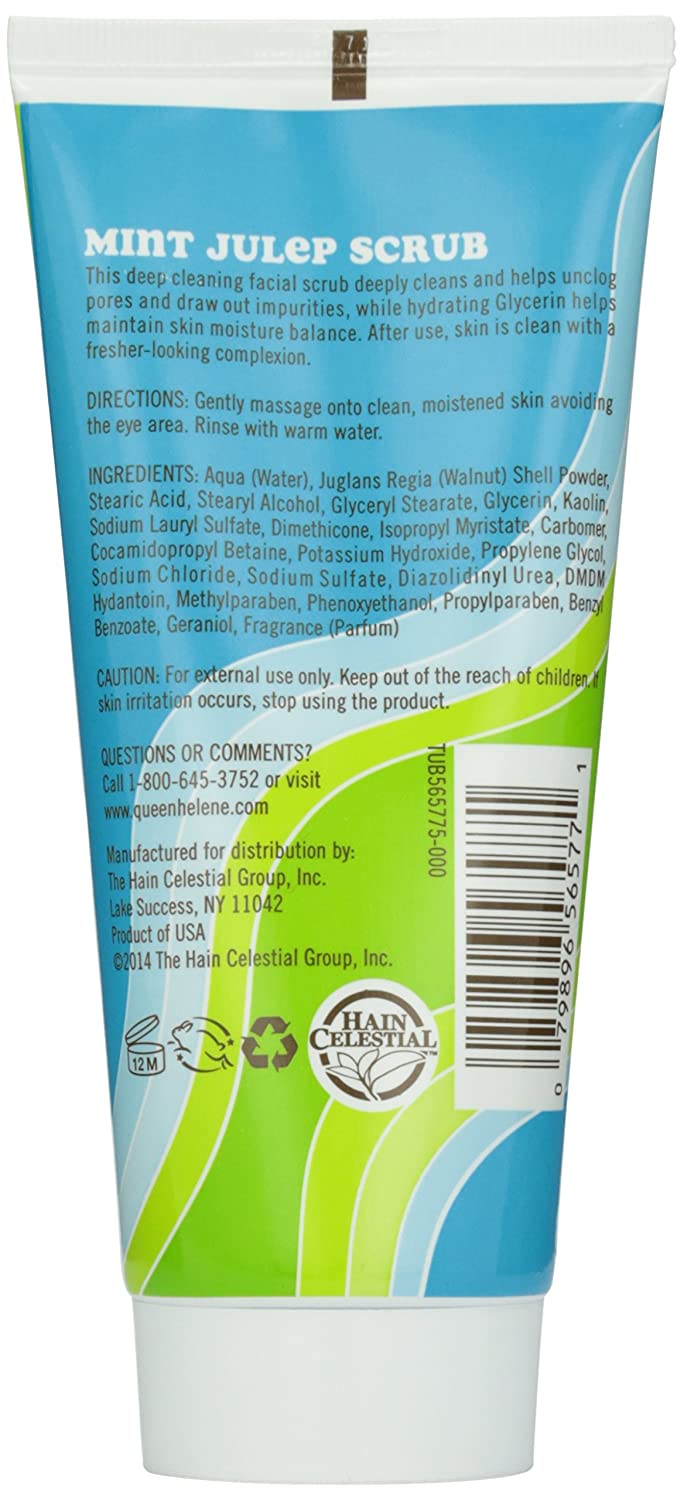 MINT JULEP SCRUB
This deep cleaning facial scrub deeply cleans and helps unclog
pores and draw out impurities, while hydrating Glycerin helps
maintain skin moisture balance. After use, skin is clean with a
fresher-looking complexion.
DIRECTIONS: Gently massage onto clean, moistened skin avoiding
the eye area. Rinse with warm water.
INGREDIENTS: Aqua (Water), Juglans Regia (Walnut) Shell Powder,
Stearic Acid, Stearyl Alcohol, Glyceryl Stearate, Glycerin, Kaolin,
Sodium Lauryl Sulfate, Dimethicone, Isopropyl Myristate, Carbomer,
Cocamidopropyl Betaine, Potassium Hydroxide, Propylene Glycol,
Sodium Chloride, Sodium Sulfate, Diazolidinyl Urea, DMDM
Hydantoin, Methylparaben, Phenoxyethanol, Propylparaben, Benzyl
Benzoate, Geraniol, Fragrance (Parfum)
CAUTION: For external use only. Keep out of the reach of children. If
skin irritation occurs, stop using the product.
QUESTIONS OR COMMENTS?
Call 1-800-645-3752 or visit
www.queenhelene.com
Manufactured for distribution by:
The Hain Celestial Group, Inc.
Lake Success, NY 11042
Product of USA
©2014 The Hain Celestial Group, Inc.
TUB565775-000
0 79896 56577 1
12 M
HAIN
CELESTIAL™